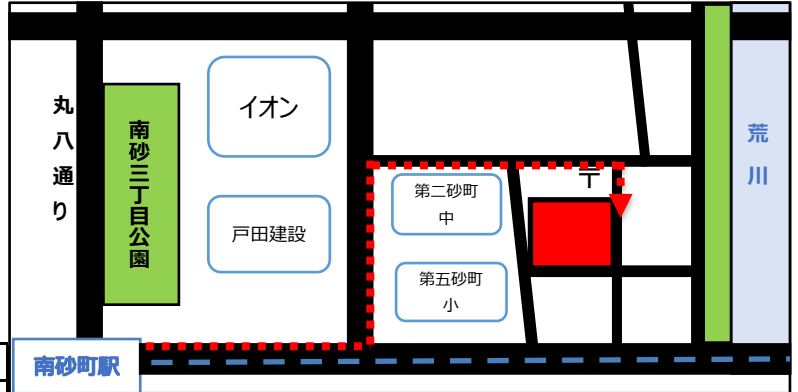 丸八通り
南砂三丁目公園
イオン
戸田建設
第二砂町
中
第五砂町
小
〒
荒川
南砂町駅